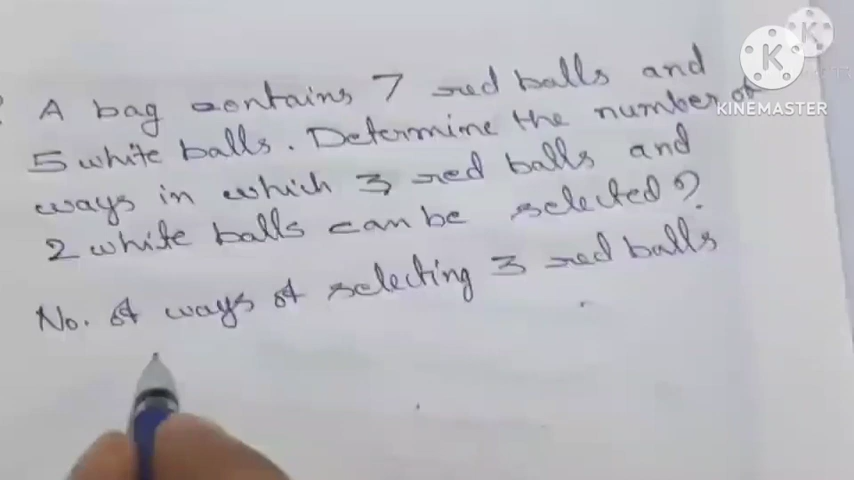 A bag contains 7 red balls and
5 white balls. Determine the number of
ways in which 3 red balls and
2 white balls can be selected?
No. of ways of selecting 3 red balls
K
KINEMASTER
K